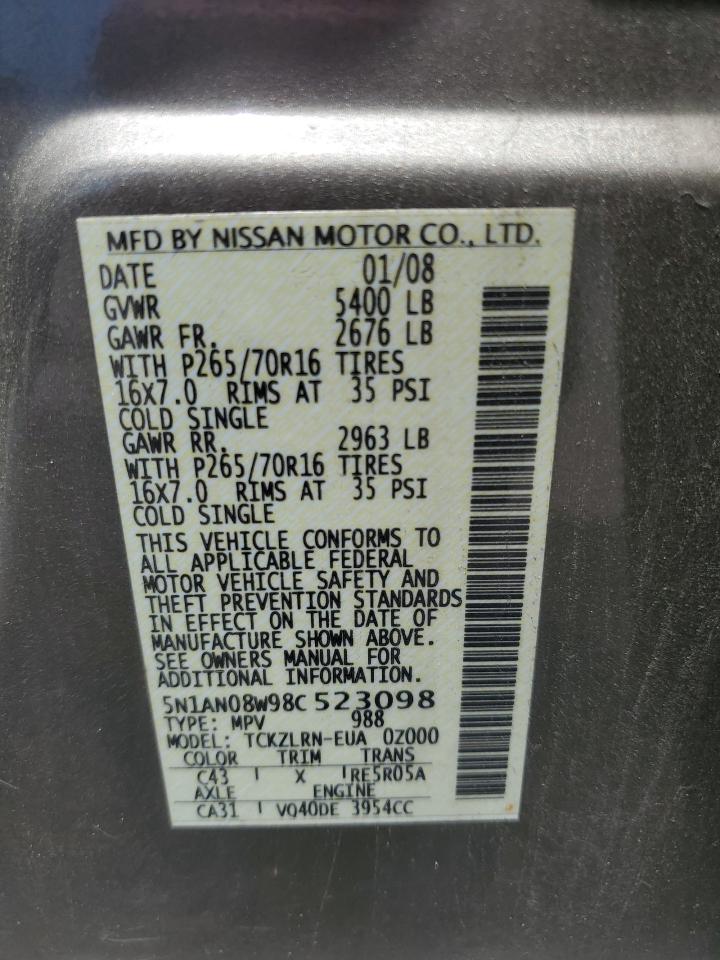 MFD BY NISSAN MOTOR CO., LTD.
DATE 01/08
GVWR 5400 LB
GAWR FR. 2676 LB
WITH P265/70R16 TIRES
16X7.0 RIMS AT 35 PSI
COLD SINGLE
GAWR RR. 2963 LB
WITH P265/70R16 TIRES
16X7.0 RIMS AT 35 PSI
COLD SINGLE
THIS VEHICLE CONFORMS TO
ALL APPLICABLE FEDERAL
MOTOR VEHICLE SAFETY AND
THEFT PREVENTION STANDARDS
IN EFFECT ON THE DATE OF
MANUFACTURE SHOWN ABOVE.
SEE OWNERS MANUAL FOR
ADDITIONAL INFORMATION.
5N1AN08W98C523098
TYPE: MPV 988
MODEL: TCKZLRN-EUA 0Z000
COLOR TRIM TRANS
C43 X RE5R05A
AXLE ENGINE
CA31 VQ40DE 3954CC